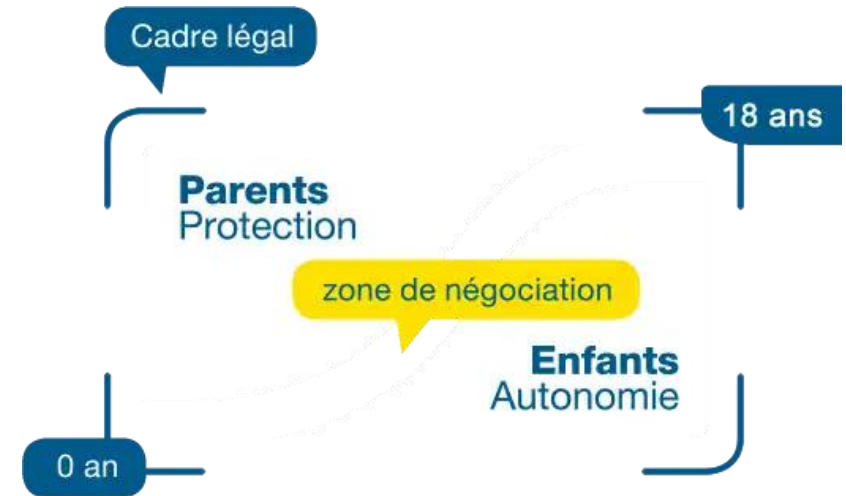 Cadre légal
18 ans
Parents
Protection
zone de négociation
Enfants
Autonomie
0 an